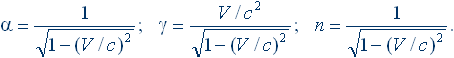 α = 1 / √(1−(V / c)²) ;  γ = (V / c²) / √(1−(V / c)²) ;  n = 1 / √(1−(V / c)²) .